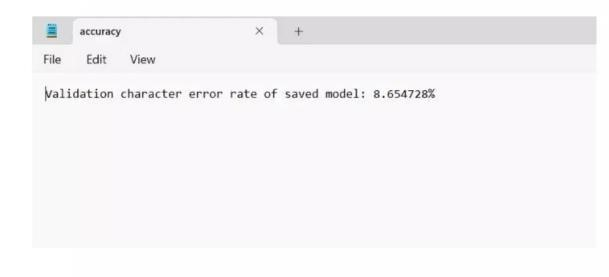 accuracy × +
File Edit View
Validation character error rate of saved model: 8.654728%